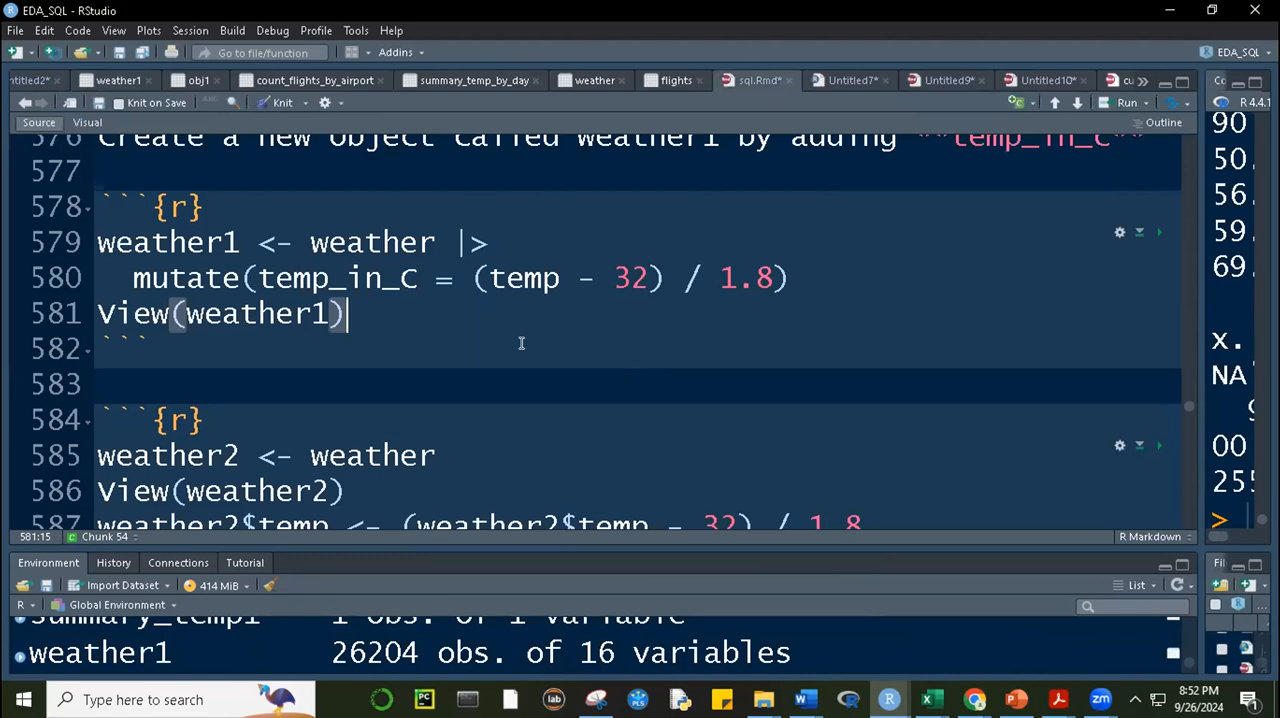 EDA_SQL - RStudio
File Edit Code View Plots Session Build Debug Profile Tools Help
Go to file/function Addins EDA_SQL
ntitled2* weather1 obj1 count_flights_by_airport summary_temp_by_day weather flights sql.Rmd* Untitled7* Untitled9* Untitled10* cu Co
Knit on Save Knit Run R 4.4.1
Source Visual Outline
576 Create a new object called weather1 by adding **temp_in_C**
577
578 ```{r}
579 weather1 <- weather |>
580 mutate(temp_in_C = (temp - 32) / 1.8)
581 View(weather1)
582 ```
583
584 ```{r}
585 weather2 <- weather
586 View(weather2)
587 weather2$temp <- (weather2$temp - 32) / 1.8
90
50.
56.
59.
69.
x.
NA
9
00
255
>
581:15 Chunk 54 R Markdown
Environment History Connections Tutorial Fil
Import Dataset 414 MiB List
R Global Environment
summary_temp1 1 obs. of 1 variable
weather1 26204 obs. of 16 variables
Type here to search
8:52 PM
9/26/2024